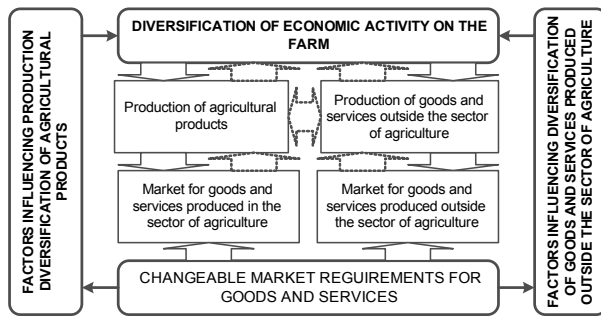 FACTORS INFLUENCING PRODUCTION
DIVERSIFICATION OF AGRICULTURAL
PRODUCTS
DIVERSIFICATION OF ECONOMIC ACTIVITY ON THE
FARM
Production of agricultural
products
Production of goods and
services outside the sector
of agriculture
Market for goods and
services produced in the
sector of agriculture
Market for goods and
services produced outside
the sector of agriculture
CHANGEABLE MARKET REGUIREMENTS FOR
GOODS AND SERVICES
FACTORS INFLUENCING DIVERSIFICATION
OF GOODS AND SERVICES PRODUCED
OUTSIDE THE SECTOR OF AGRICULTURE